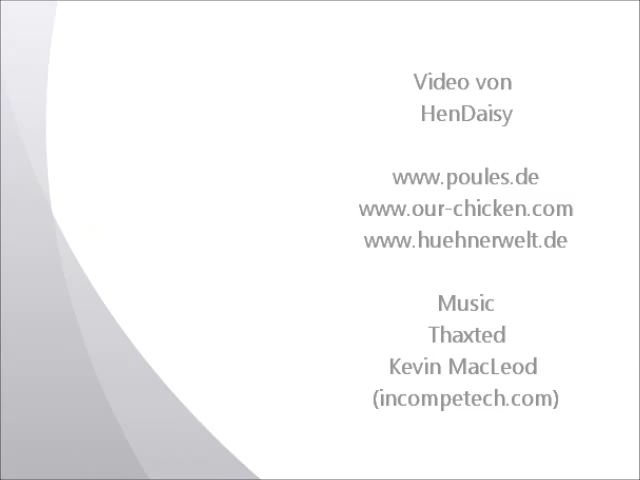 Video von
HenDaisy
www.poules.de
www.our-chicken.com
www.huehnerwelt.de
Music
Thaxted
Kevin MacLeod
(incompetech.com)